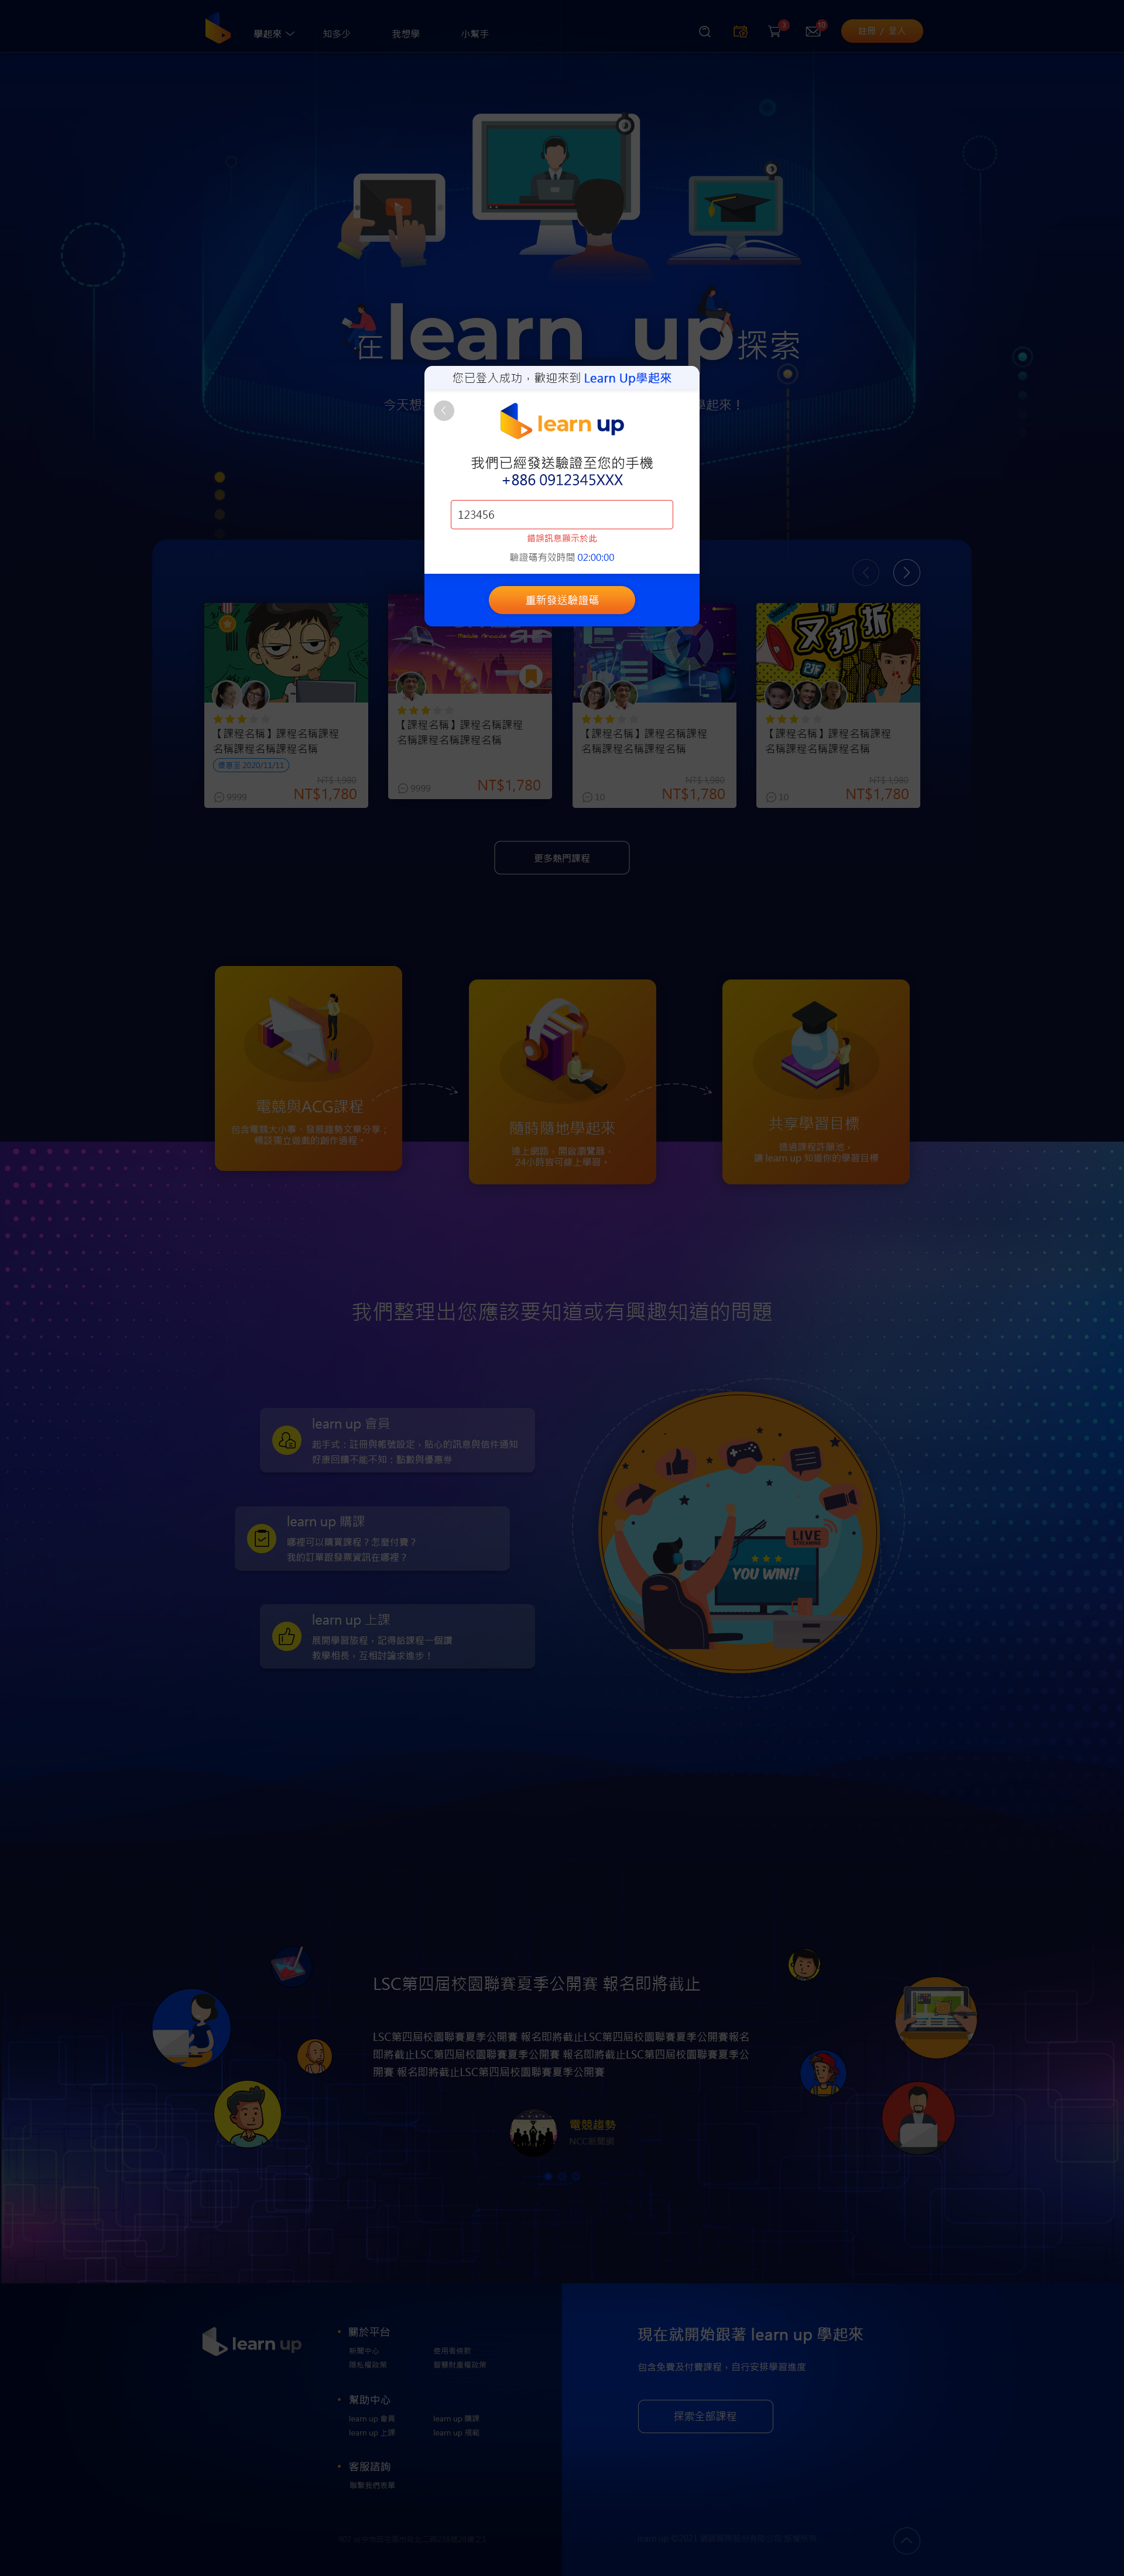 學起來
知多少
我想學
小幫手
3
10
註冊 / 登入
在learn up探索
今天想
學起來！
您已登入成功，歡迎來到 Learn Up學起來
learn up
我們已經發送驗證至您的手機
+886 0912345XXX
123456
錯誤訊息顯示於此
驗證碼有效時間 02:00:00
重新發送驗證碼
【課程名稱】課程名稱課程
名稱課程名稱課程名稱
優惠至 2020/11/11
NT$ 1,980
9999
NT$1,780
【課程名稱】課程名稱課程
名稱課程名稱課程名稱
9999
NT$1,780
【課程名稱】課程名稱課程
名稱課程名稱課程名稱
NT$ 1,980
10
NT$1,780
又打折
【課程名稱】課程名稱課程
名稱課程名稱課程名稱
NT$ 1,980
10
NT$1,780
更多熱門課程
電競與ACG課程
包含電競大小事、發展趨勢文章分享；
隨時隨地學起來
連上網路，開啟瀏覽器，
24小時皆可線上學習。
共享學習目標
透過課程許願池，
讓 learn up 知道你的學習目標
我們整理出您應該要知道或有興趣知道的問題
learn up 會員
起手式：註冊與帳號設定，貼心的訊息與信件通知
好康回饋不能不知：點數與優惠券
learn up 購課
哪裡可以購買課程？怎麼付費？
我的訂單跟發票資訊在哪裡？
learn up 上課
展開學習旅程，記得給課程一個讚
教學相長，互相討論求進步！
LIVE
STREAMING
YOU WIN!!
LSC第四屆校園聯賽夏季公開賽 報名即將截止
LSC第四屆校園聯賽夏季公開賽 報名即將截止LSC第四屆校園聯賽夏季公開賽報名
即將截止LSC第四屆校園聯賽夏季公開賽 報名即將截止LSC第四屆校園聯賽夏季公
開賽 報名即將截止LSC第四屆校園聯賽夏季公開賽
電競趨勢
NCC新聞網
learn up
關於平台
新聞中心
使用者條款
隱私權政策
智慧財產權政策
幫助中心
learn up 會員
learn up 購課
learn up 上課
learn up 規範
客服諮詢
聯繫我們表單
現在就開始跟著 learn up 學起來
包含免費及付費課程，自行安排學習進度
探索全部課程